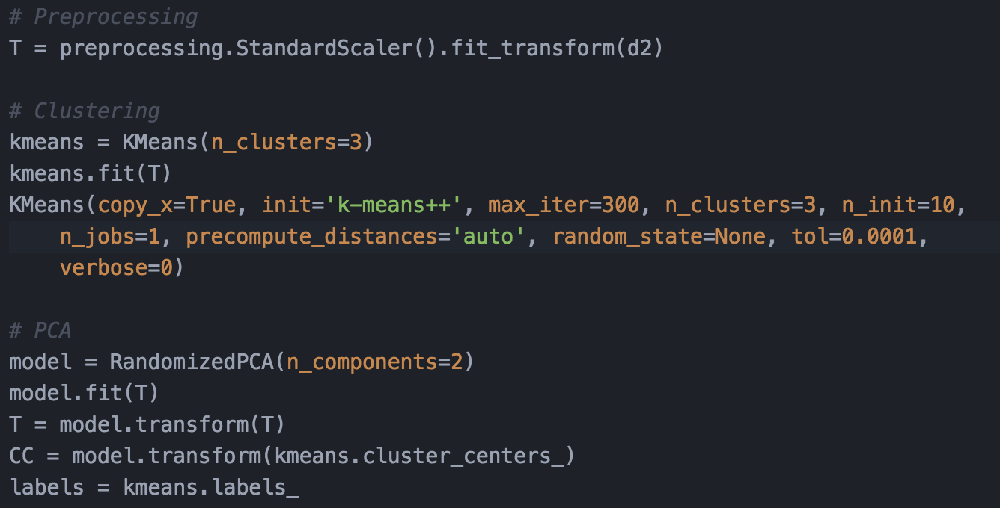 # Preprocessing
T = preprocessing.StandardScaler().fit_transform(d2)
# Clustering
kmeans = KMeans(n_clusters=3)
kmeans.fit(T)
KMeans(copy_x=True, init='k-means++', max_iter=300, n_clusters=3, n_init=10,
    n_jobs=1, precompute_distances='auto', random_state=None, tol=0.0001,
    verbose=0)
# PCA
model = RandomizedPCA(n_components=2)
model.fit(T)
T = model.transform(T)
CC = model.transform(kmeans.cluster_centers_)
labels = kmeans.labels_